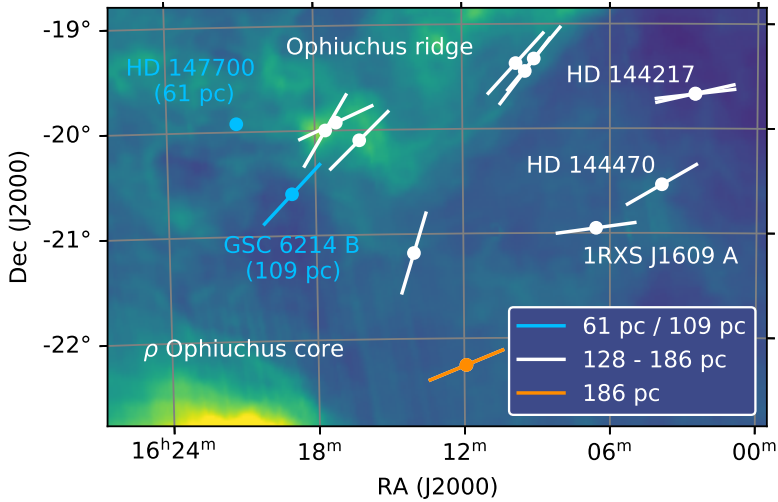 -19°
-20°
-21°
-22°
Dec (J2000)
Ophiuchus ridge
HD 147700
(61 pc)
HD 144217
HD 144470
GSC 6214 B
(109 pc)
1RXS J1609 A
ρ Ophiuchus core
61 pc / 109 pc
128 - 186 pc
186 pc
16ʰ24ᵐ
18ᵐ
12ᵐ
06ᵐ
00ᵐ
RA (J2000)